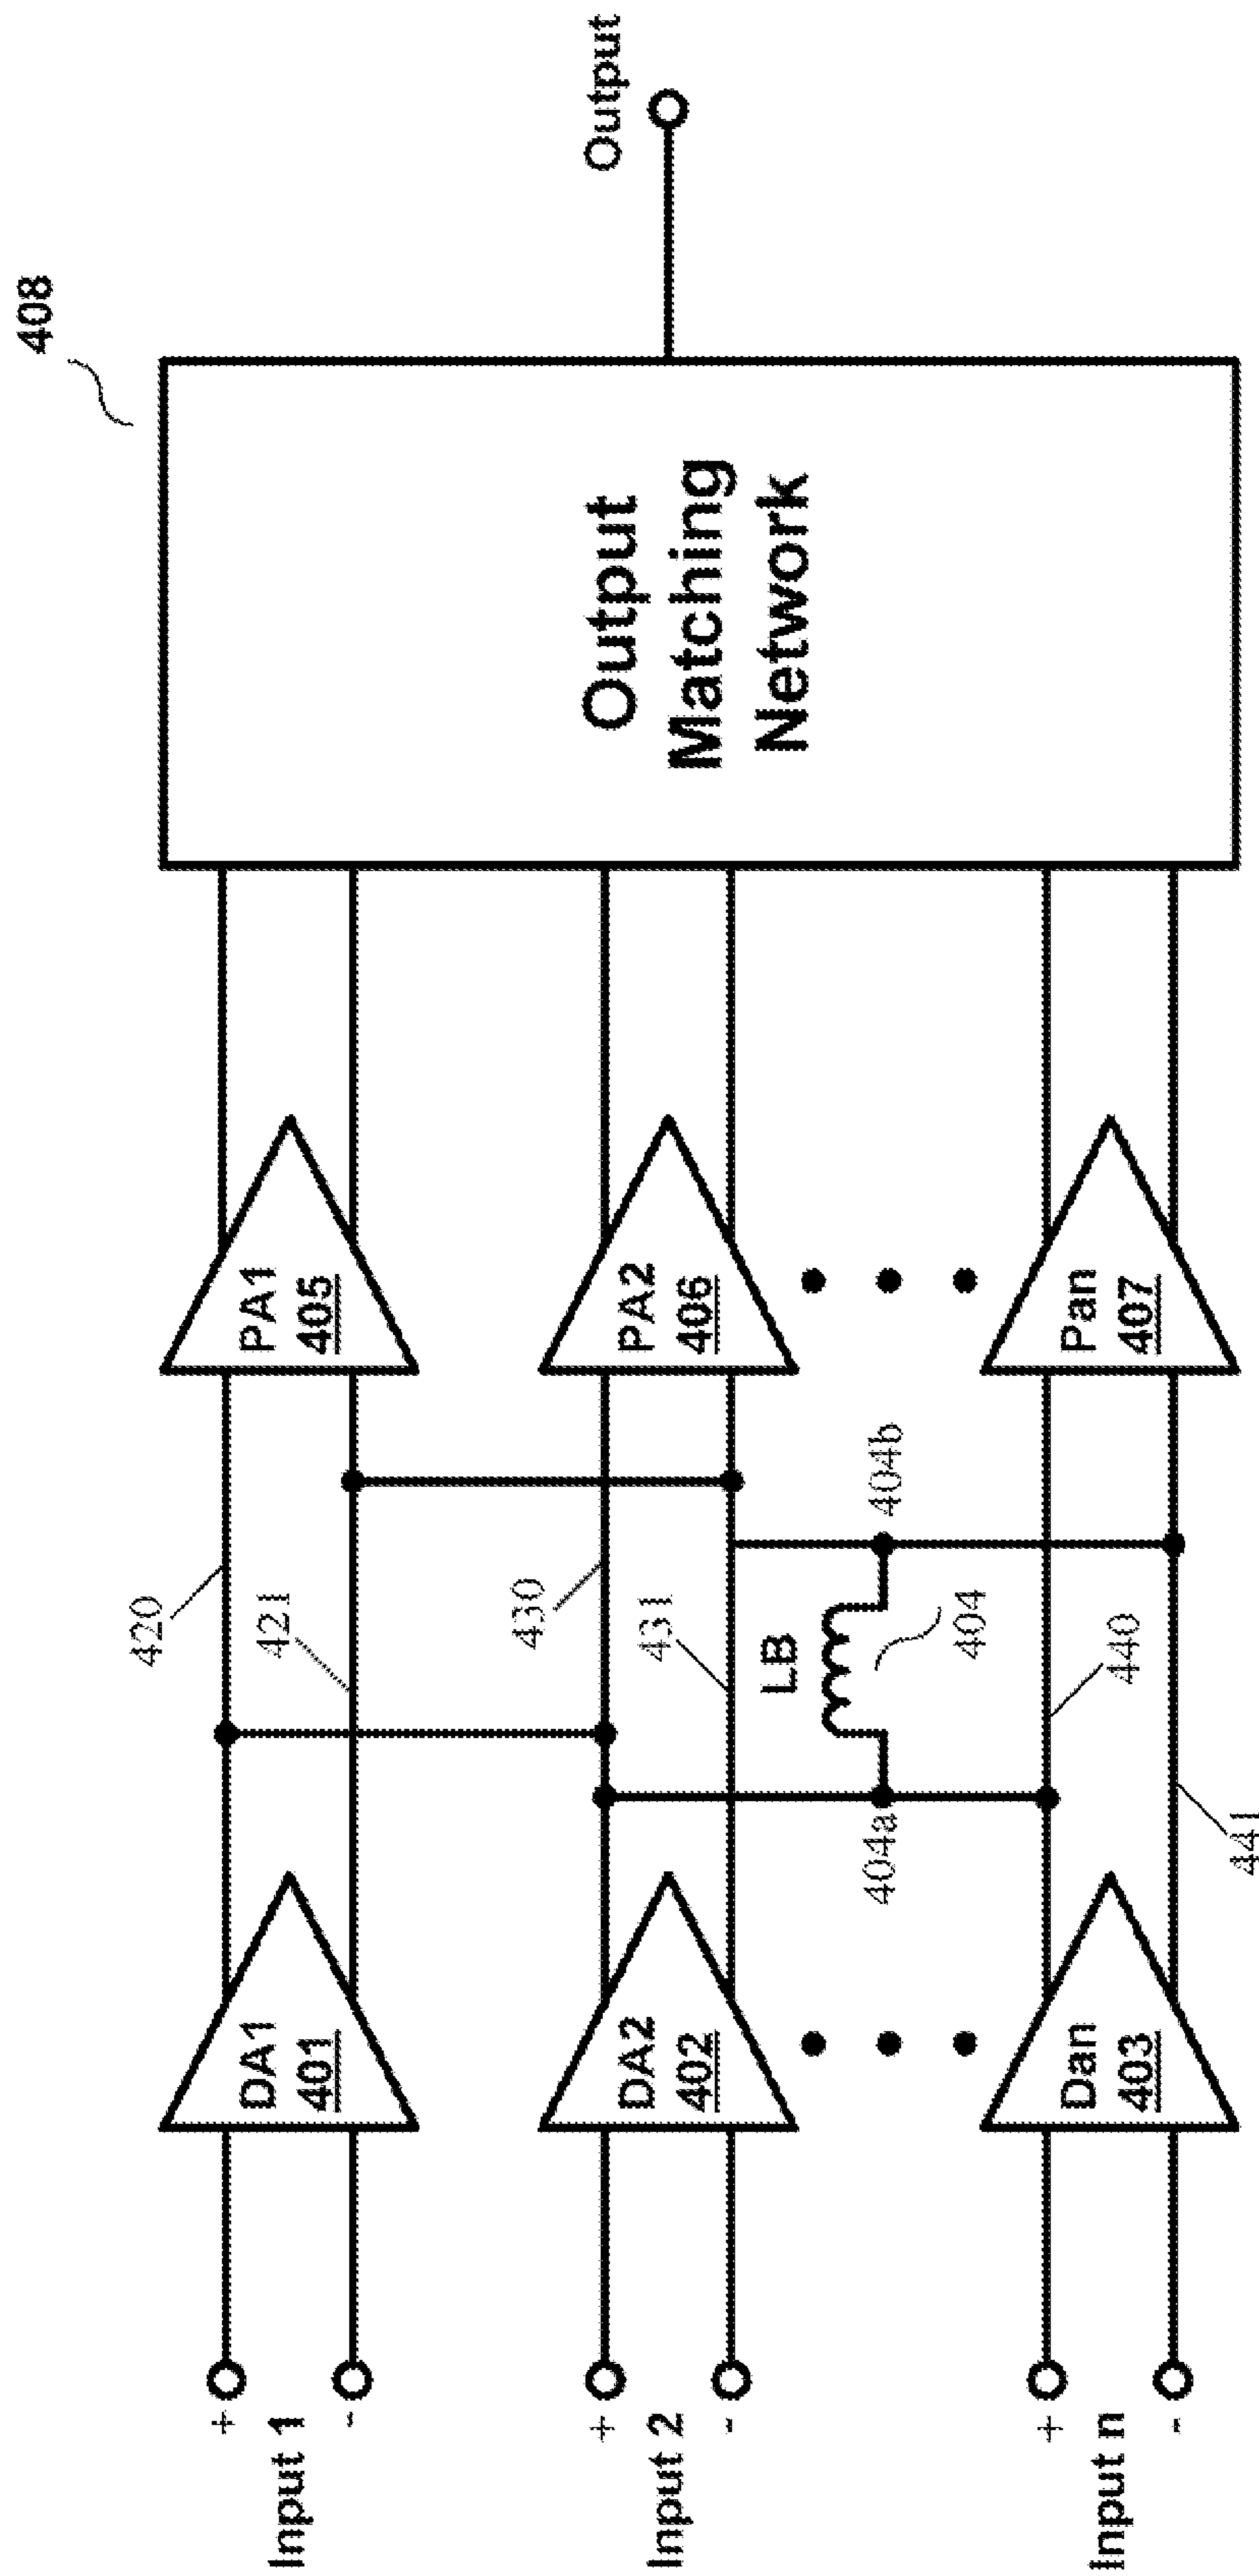 408
+
Input 1
-
DA1
401
420
421
PA1
405
Output
Matching
Network
Output
+
Input 2
-
DA2
402
430
431
PA2
406
LB
404
404a
404b
+
Input n
-
Dan
403
440
441
Pan
407